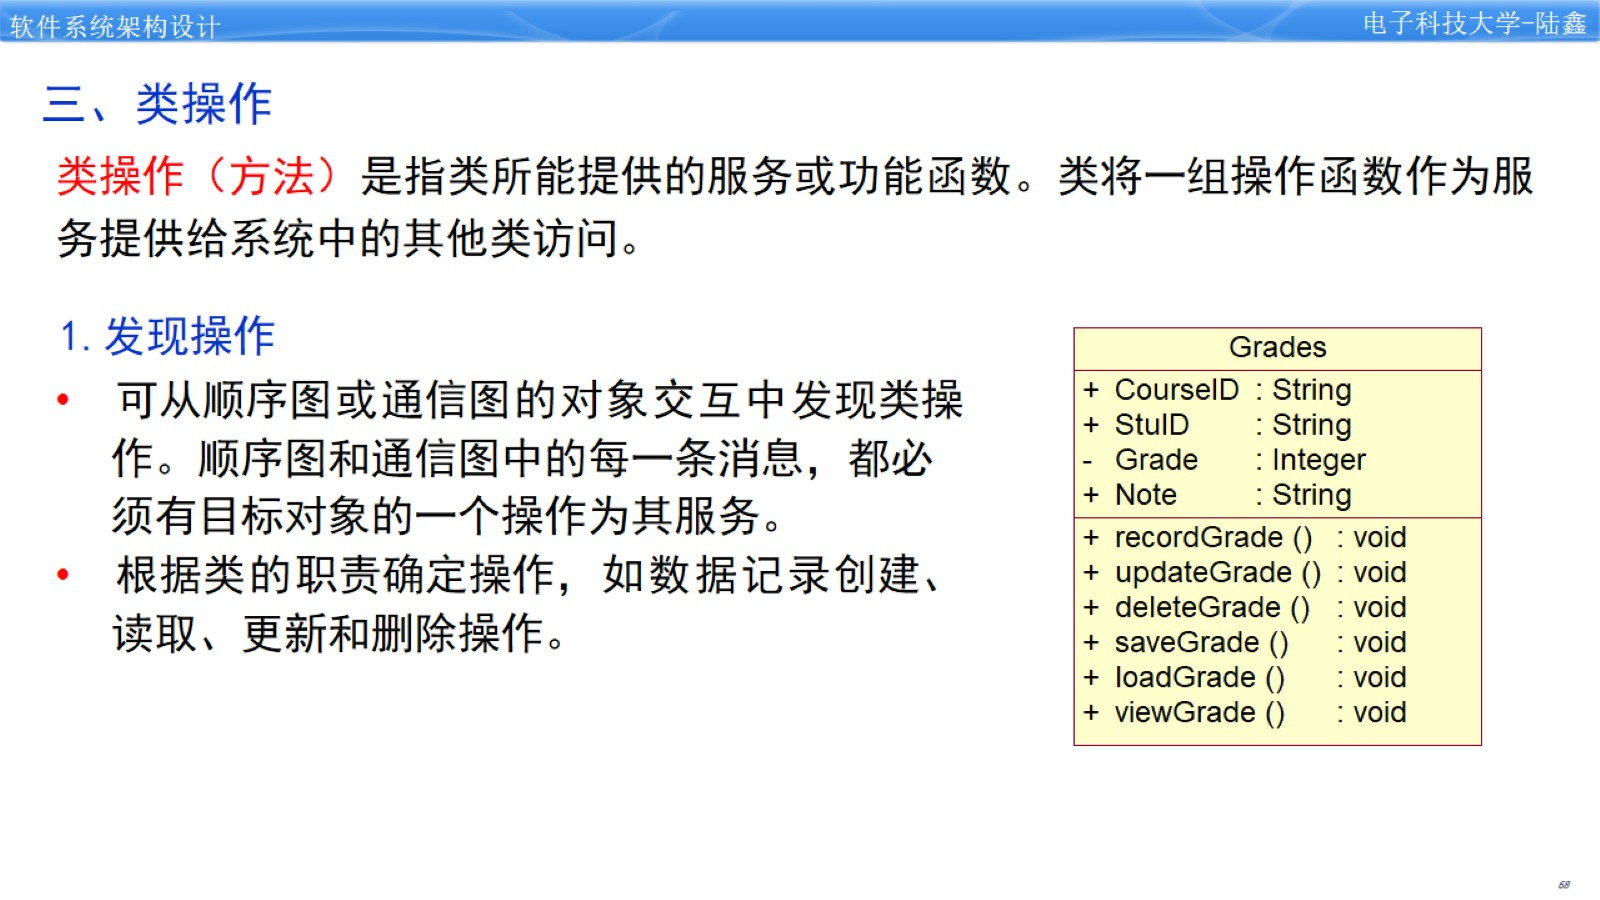 软件系统架构设计
电子科技大学-陆鑫
三、类操作
类操作（方法）是指类所能提供的服务或功能函数。类将一组操作函数作为服
务提供给系统中的其他类访问。
1.发现操作
• 可从顺序图或通信图的对象交互中发现类操
作。顺序图和通信图中的每一条消息，都必
须有目标对象的一个操作为其服务。
• 根据类的职责确定操作，如数据记录创建、
读取、更新和删除操作。
Grades
+ CourseID : String
+ StuID : String
- Grade : Integer
+ Note : String
+ recordGrade () : void
+ updateGrade () : void
+ deleteGrade () : void
+ saveGrade () : void
+ loadGrade () : void
+ viewGrade () : void
68